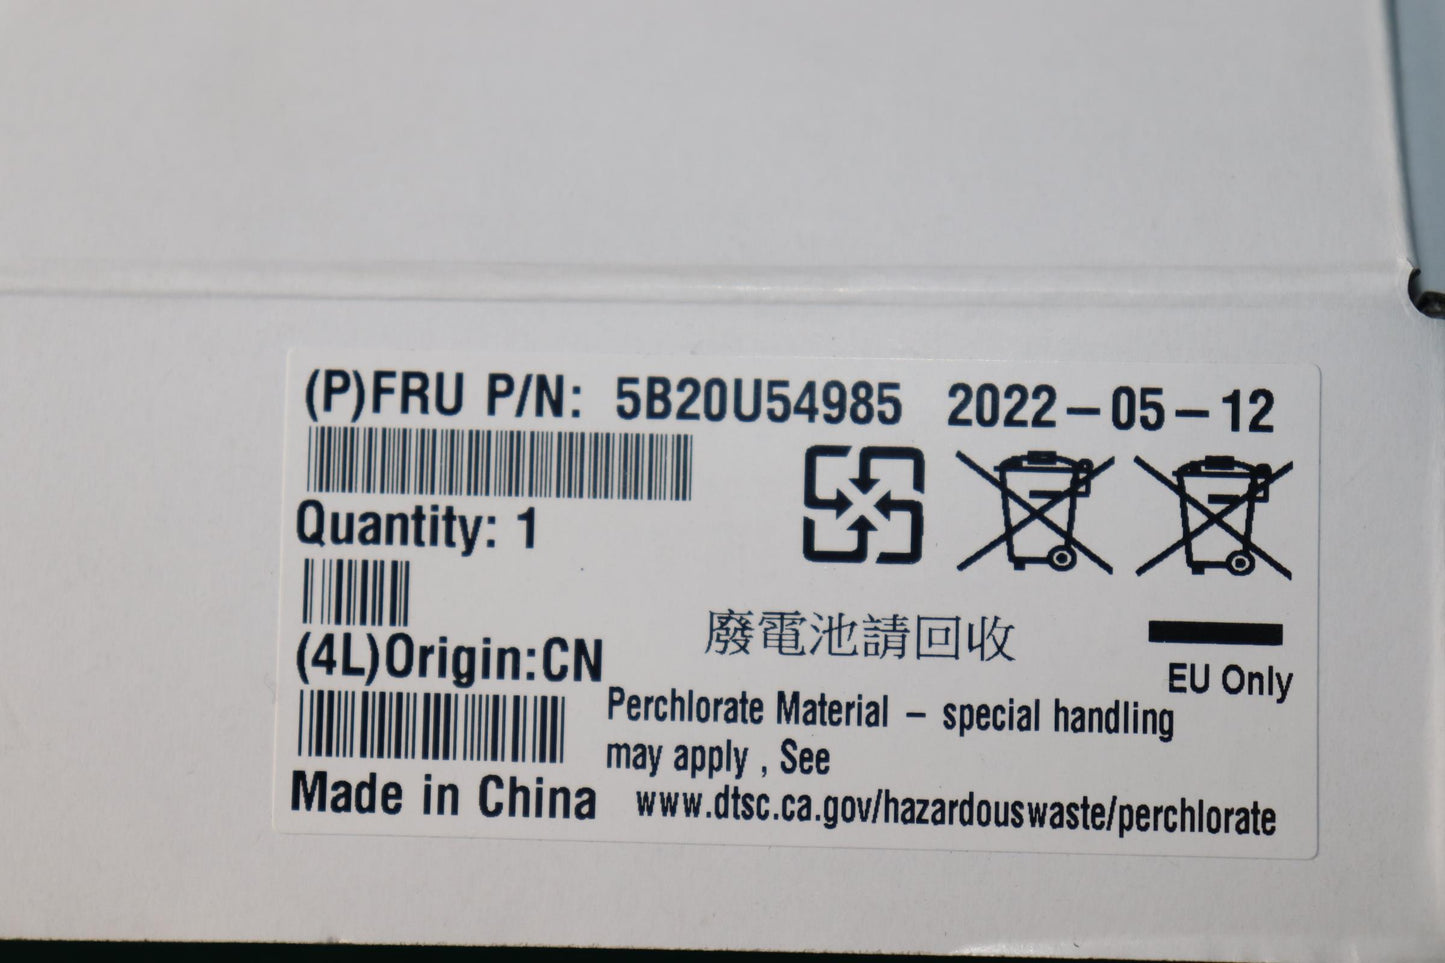 (P)FRU P/N: 5B20U54985 2022-05-12
Quantity: 1
(4L)Origin:CN
Made in China
廢電池請回收
EU Only
Perchlorate Material - special handling
may apply , See
www.dtsc.ca.gov/hazardouswaste/perchlorate